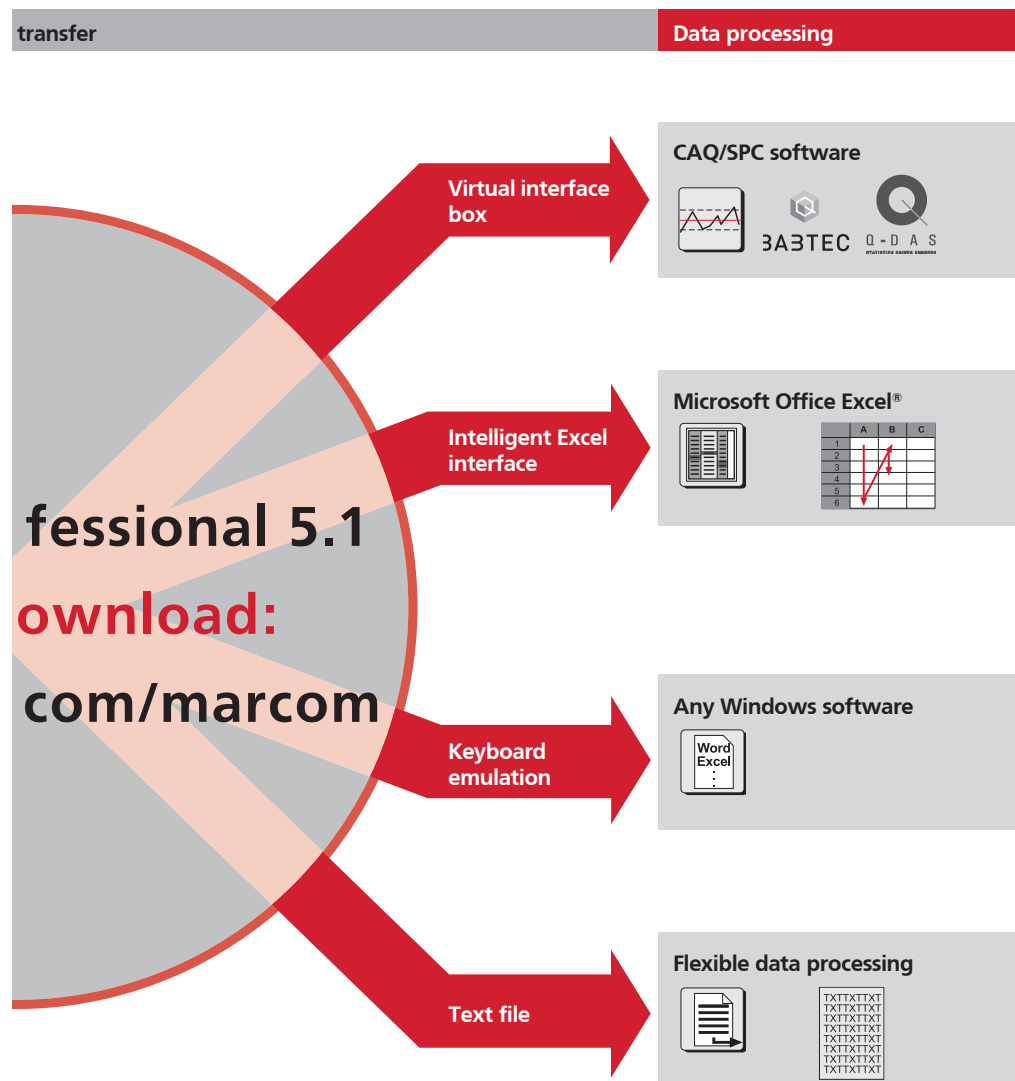 transfer
Data processing
CAQ/SPC software
Virtual interface
box
BABTEC
Q-DAS
Microsoft Office Excel®
Intelligent Excel
interface
A B C
1
2
3
4
5
6
fessional 5.1
ownload:
com/marcom
Any Windows software
Keyboard
emulation
Word
Excel
Flexible data processing
Text file
TXTTXTTXT
TXTTXTTXT
TXTTXTTXT
TXTTXTTXT
TXTTXTTXT
TXTTXTTXT
TXTTXTTXT
TXTTXTTXT